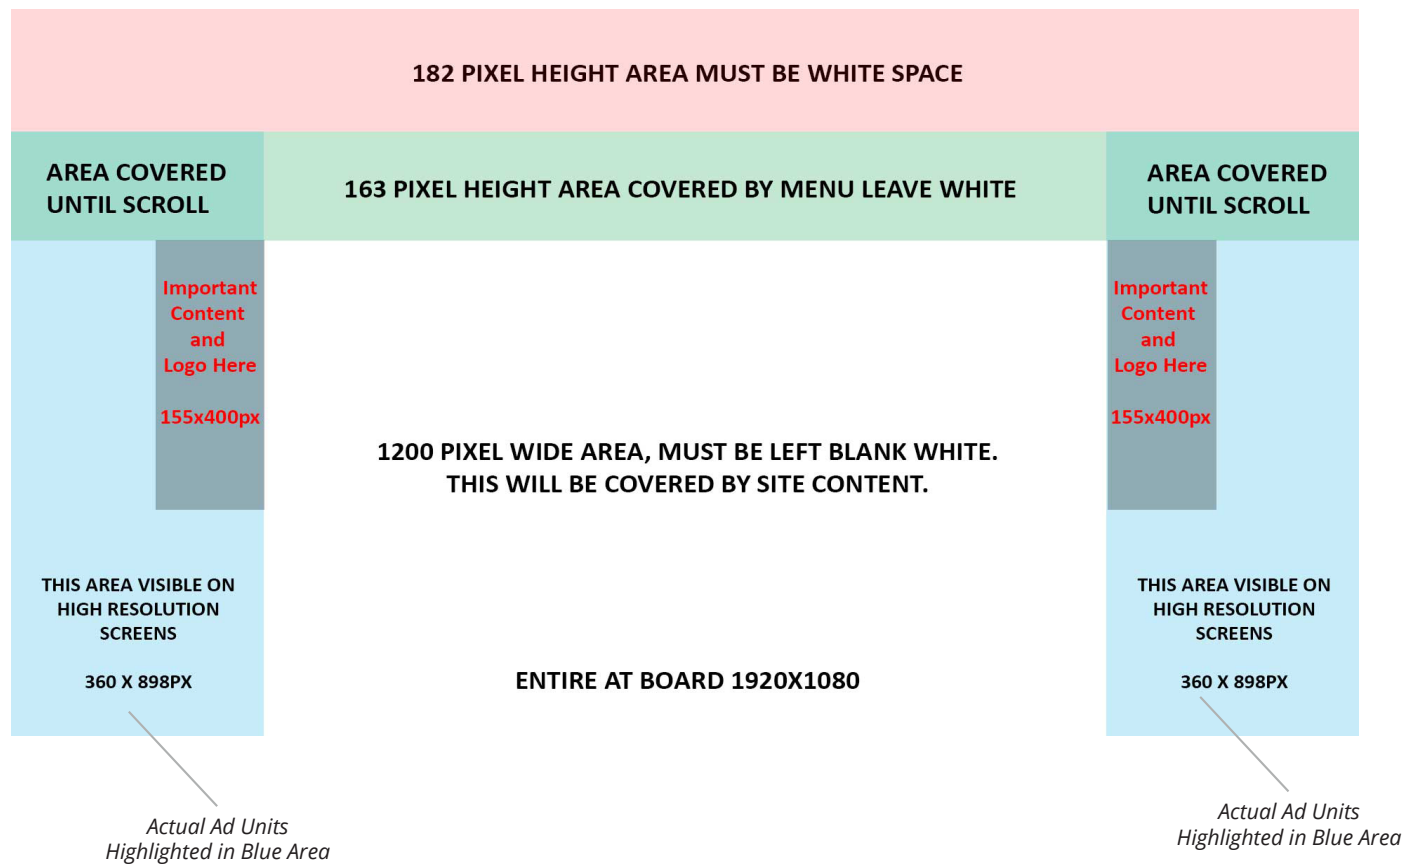 182 PIXEL HEIGHT AREA MUST BE WHITE SPACE
AREA COVERED
UNTIL SCROLL
163 PIXEL HEIGHT AREA COVERED BY MENU LEAVE WHITE
AREA COVERED
UNTIL SCROLL
Important
Content
and
Logo Here
155x400px
Important
Content
and
Logo Here
155x400px
1200 PIXEL WIDE AREA, MUST BE LEFT BLANK WHITE.
THIS WILL BE COVERED BY SITE CONTENT.
THIS AREA VISIBLE ON
HIGH RESOLUTION
SCREENS
360 X 898PX
ENTIRE AT BOARD 1920X1080
THIS AREA VISIBLE ON
HIGH RESOLUTION
SCREENS
360 X 898PX
Actual Ad Units
Highlighted in Blue Area
Actual Ad Units
Highlighted in Blue Area